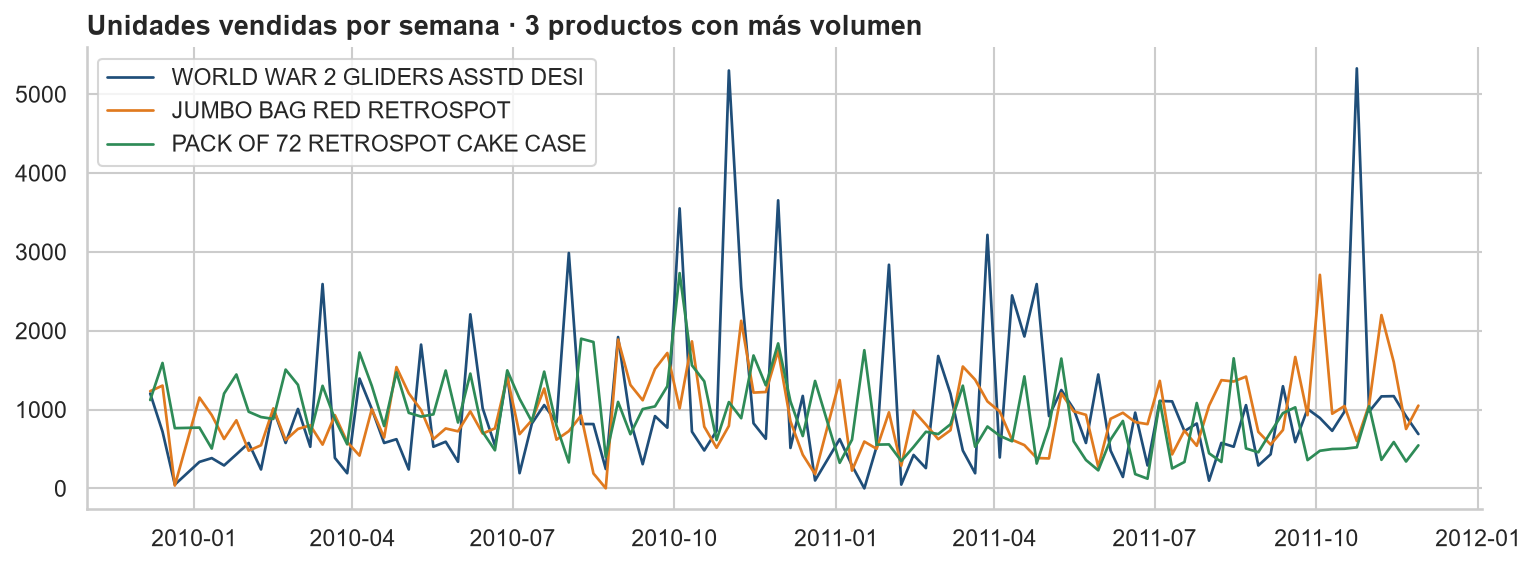 Unidades vendidas por semana · 3 productos con más volumen
WORLD WAR 2 GLIDERS ASSTD DESI
JUMBO BAG RED RETROSPOT
PACK OF 72 RETROSPOT CAKE CASE
5000
4000
3000
2000
1000
0
2010-01 2010-04 2010-07 2010-10 2011-01 2011-04 2011-07 2011-10 2012-01